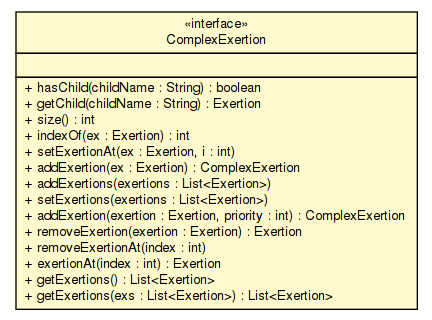 «interface»
ComplexExertion
+ hasChild(childName : String) : boolean
+ getChild(childName : String) : Exertion
+ size() : int
+ indexOf(ex : Exertion) : int
+ setExertionAt(ex : Exertion, i : int)
+ addExertion(ex : Exertion) : ComplexExertion
+ addExertions(exertions : List<Exertion>)
+ setExertions(exertions : List<Exertion>)
+ addExertion(exertion : Exertion, priority : int) : ComplexExertion
+ removeExertion(exertion : Exertion) : Exertion
+ removeExertionAt(index : int)
+ exertionAt(index : int) : Exertion
+ getExertions() : List<Exertion>
+ getExertions(exs : List<Exertion>) : List<Exertion>